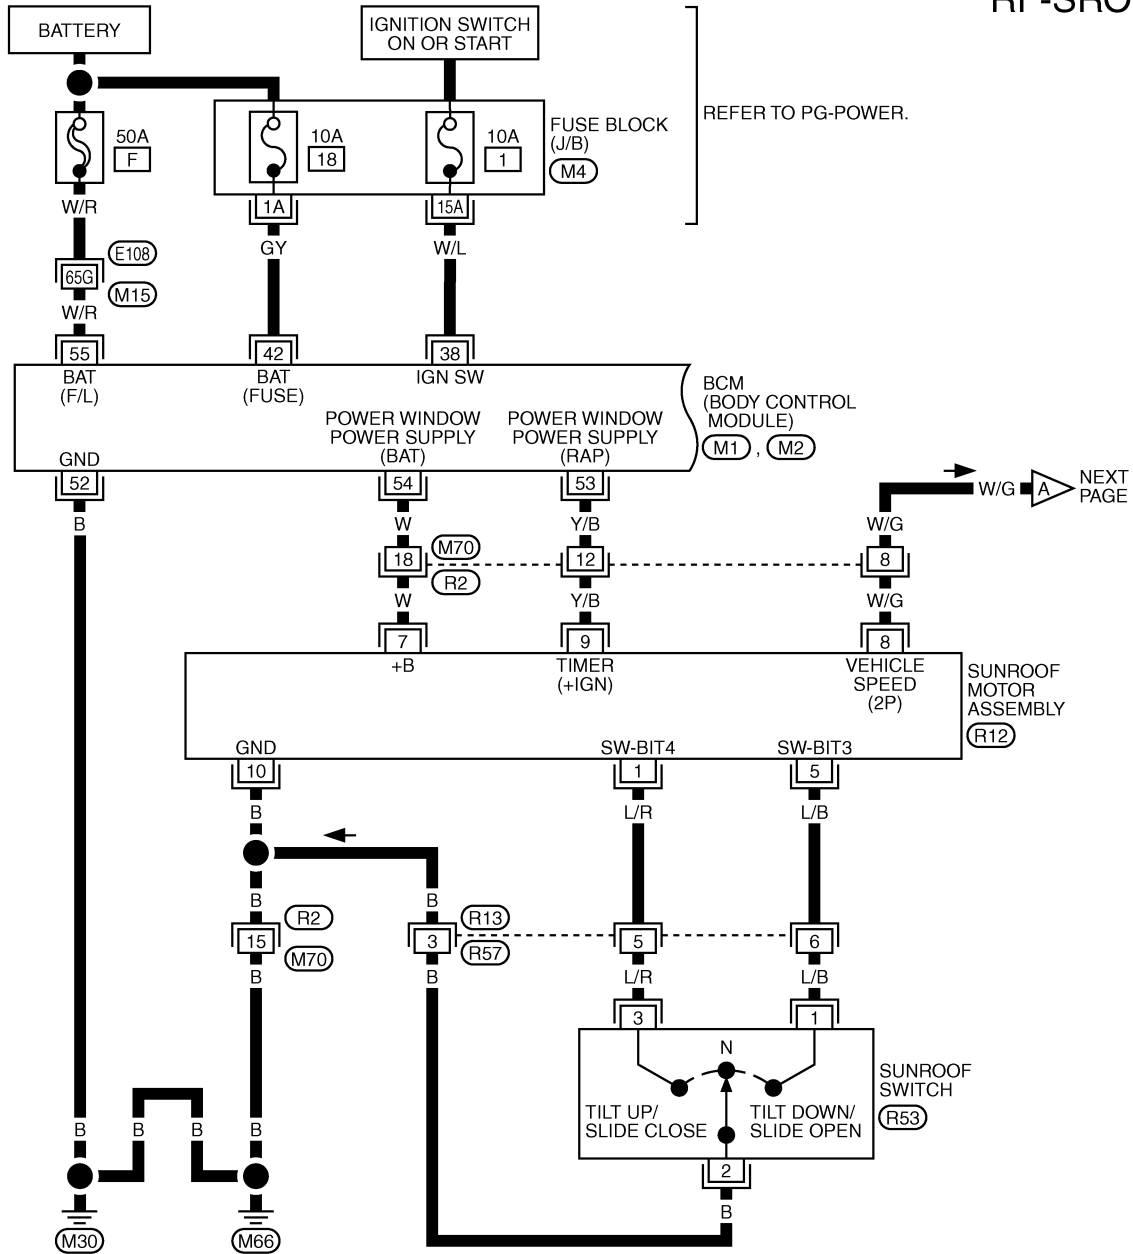 RF-SRO
BATTERY
IGNITION SWITCH
ON OR START
REFER TO PG-POWER.
50A
F
10A
18
10A
1
FUSE BLOCK
(J/B)
M4
1A
15A
W/R
GY
W/L
E108
65G
M15
W/R
55
42
38
BAT
(F/L)
BAT
(FUSE)
IGN SW
BCM
(BODY CONTROL
MODULE)
M1 , M2
POWER WINDOW
POWER SUPPLY
(BAT)
POWER WINDOW
POWER SUPPLY
(RAP)
GND
52
54
53
W/G
A
NEXT
PAGE
B
W
Y/B
W/G
18
M70
R2
12
8
W
Y/B
W/G
7
9
8
+B
TIMER
(+IGN)
VEHICLE
SPEED
(2P)
SUNROOF
MOTOR
ASSEMBLY
R12
GND
SW-BIT4
SW-BIT3
10
1
5
B
L/R
L/B
B
B
R2
15
M70
R13
3
R57
5
6
B
B
L/R
L/B
3
1
N
TILT UP/
SLIDE CLOSE
TILT DOWN/
SLIDE OPEN
SUNROOF
SWITCH
R53
B
B
B
B
2
B
M30
M66